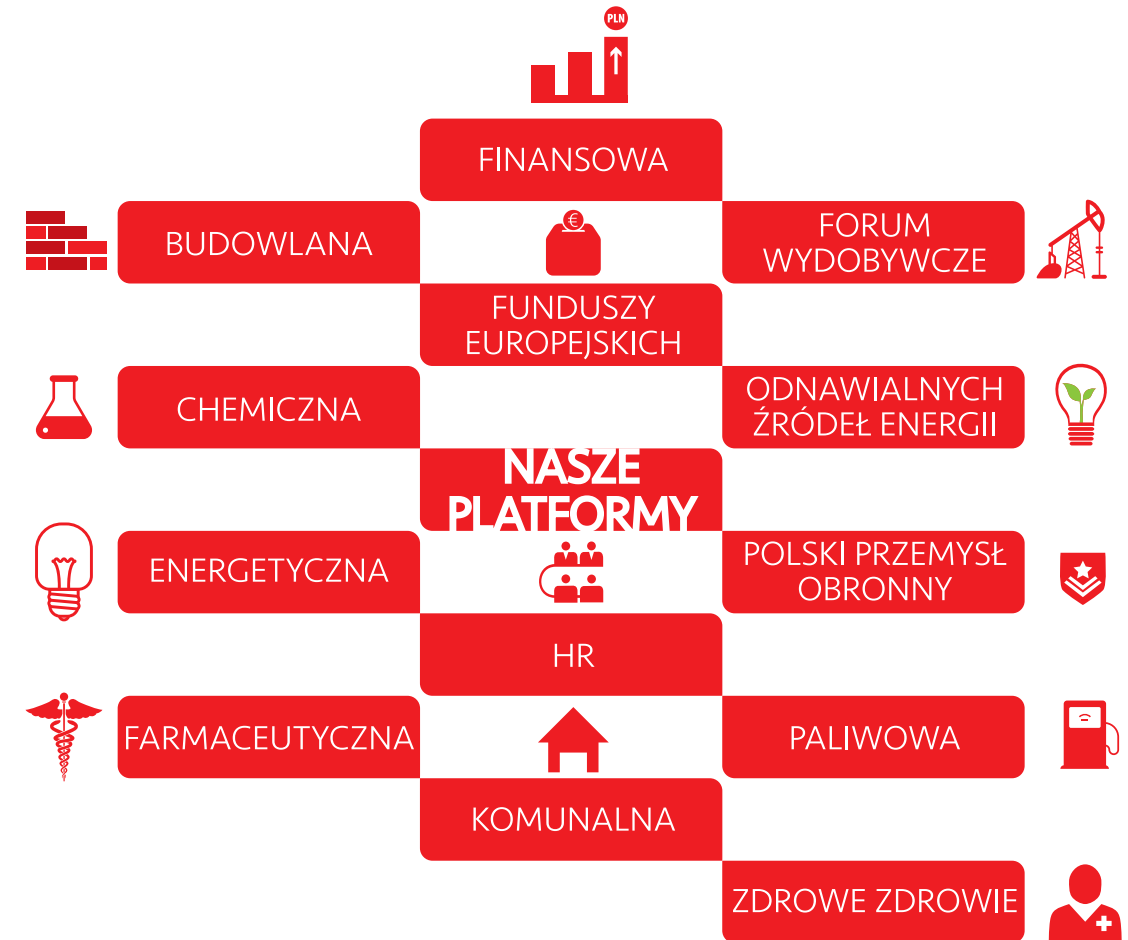 PLN
FINANSOWA
BUDOWLANA
€
FORUM
WYDOBYWCZE
FUNDUSZY
EUROPEJSKICH
CHEMICZNA
ODNAWIALNYCH
ŹRÓDEŁ ENERGII
NASZE
PLATFORMY
ENERGETYCZNA
POLSKI PRZEMYSŁ
OBRONNY
HR
FARMACEUTYCZNA
PALIWOWA
KOMUNALNA
ZDROWE ZDROWIE